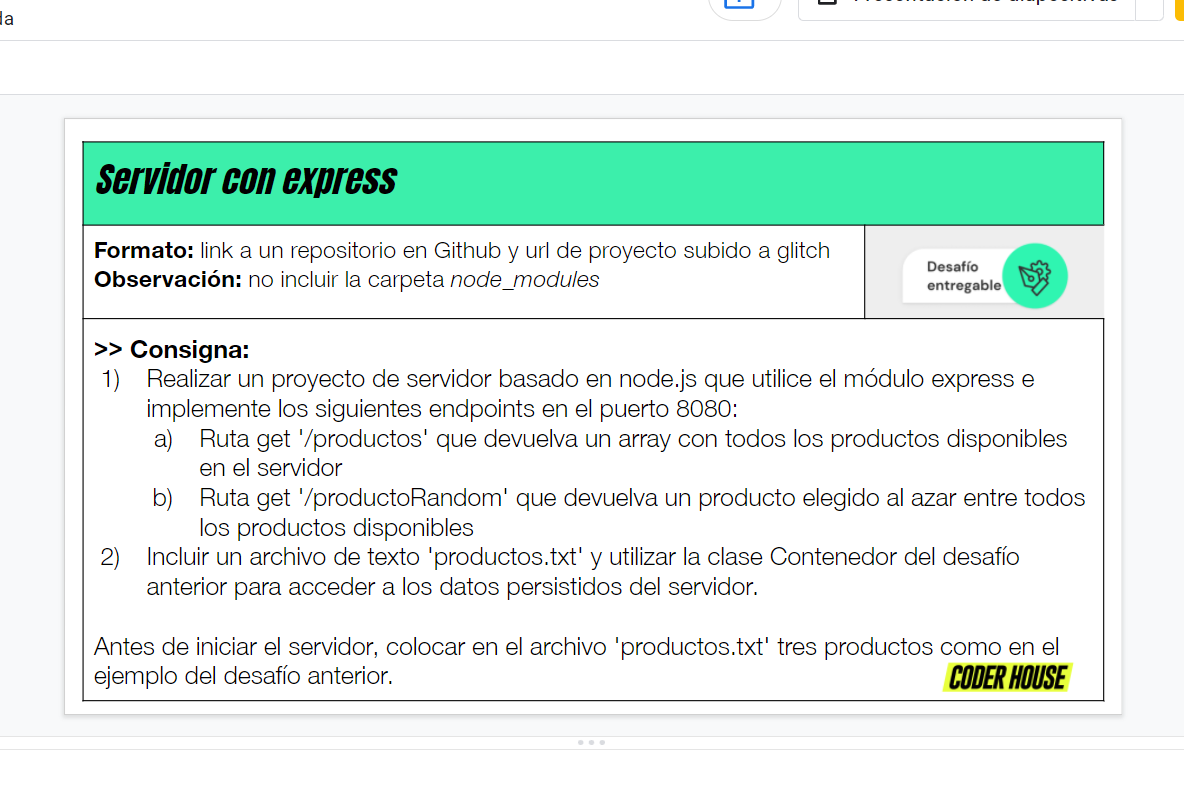 da
Presentación de diapositivas
Servidor con express
Formato: link a un repositorio en Github y url de proyecto subido a glitch
Observación: no incluir la carpeta node_modules
Desafío
entregable
>> Consigna:
1) Realizar un proyecto de servidor basado en node.js que utilice el módulo express e
implemente los siguientes endpoints en el puerto 8080:
a) Ruta get '/productos' que devuelva un array con todos los productos disponibles
en el servidor
b) Ruta get '/productoRandom' que devuelva un producto elegido al azar entre todos
los productos disponibles
2) Incluir un archivo de texto 'productos.txt' y utilizar la clase Contenedor del desafío
anterior para acceder a los datos persistidos del servidor.
Antes de iniciar el servidor, colocar en el archivo 'productos.txt' tres productos como en el
ejemplo del desafío anterior.
CODER HOUSE